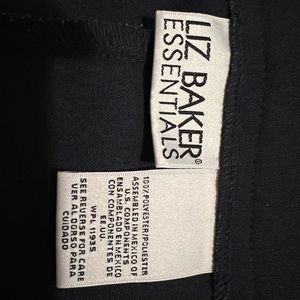 LIZ BAKER®
ESSENTIALS
100% POLYESTER/POLIESTER
ASSEMBLED IN MEXICO OF
U.S. COMPONENTS
ENSAMBLADO EN MEXICO
CON COMPONENTES DE
EE.UU.
WPL 11935
SEE REVERSE FOR CARE
VER AL DORSO PARA
CUIDADO